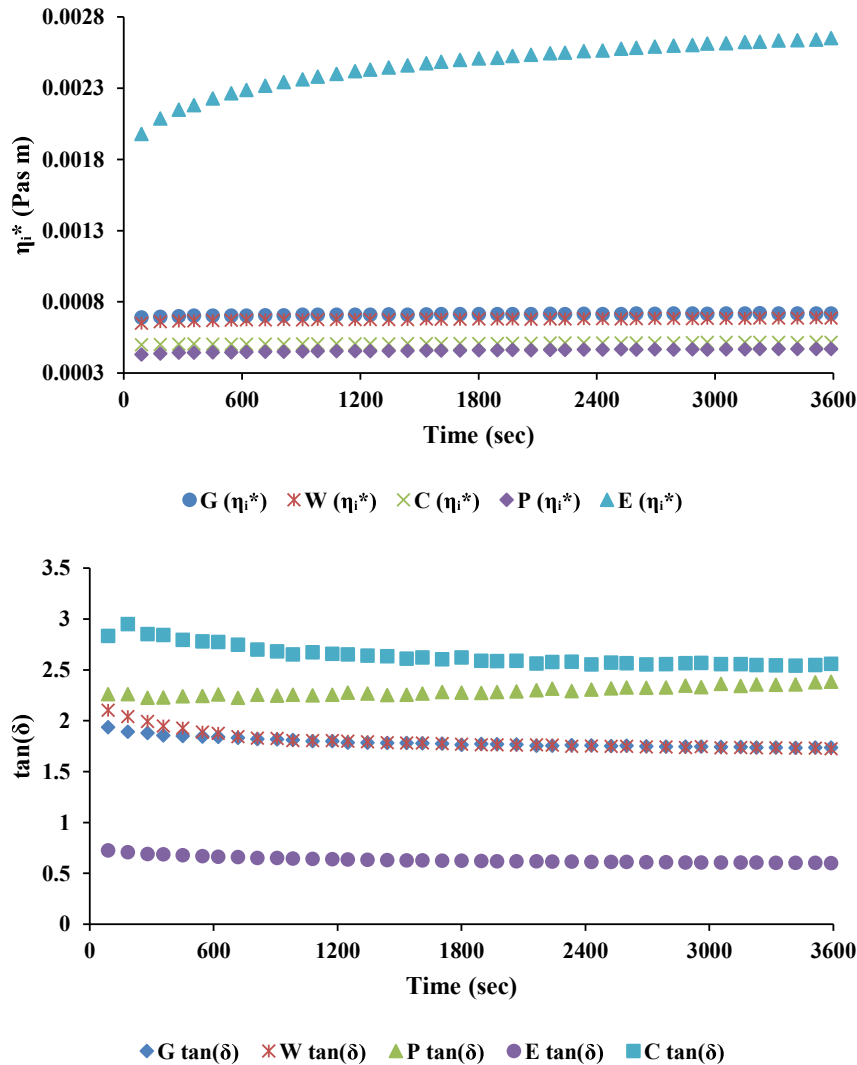 0.0028
0.0023
0.0018
0.0013
0.0008
0.0003
ηi* (Pas m)
0 600 1200 1800 2400 3000 3600
Time (sec)
G (ηi*) W (ηi*) C (ηi*) P (ηi*) E (ηi*)
3.5
3
2.5
2
1.5
1
0.5
0
tan(δ)
0 600 1200 1800 2400 3000 3600
Time (sec)
G tan(δ) W tan(δ) P tan(δ) E tan(δ) C tan(δ)